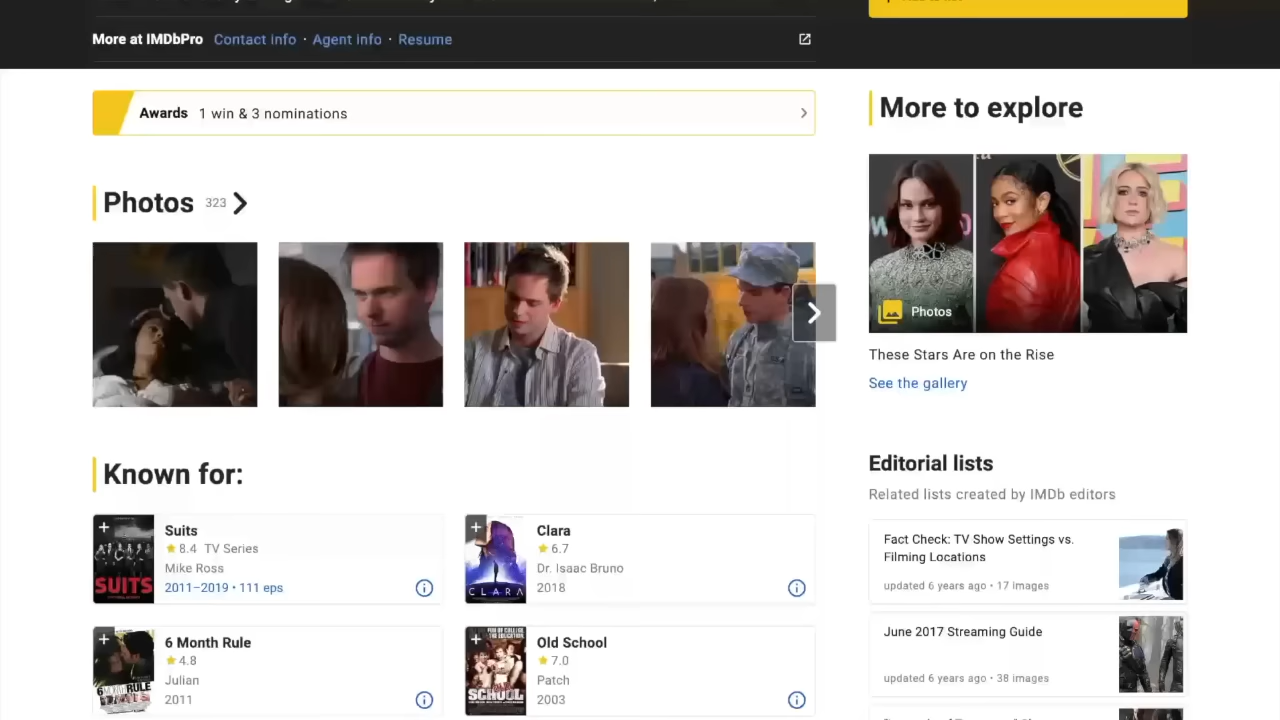 More at IMDbPro Contact info · Agent info · Resume
Awards 1 win & 3 nominations
Photos 323
Known for:
Suits
8.4 TV Series
Mike Ross
2011–2019 • 111 eps
SUITS
Clara
6.7
Dr. Isaac Bruno
2018
CLARA
6 Month Rule
4.8
Julian
2011
Old School
7.0
Patch
2003
SCHOOL
More to explore
Photos
These Stars Are on the Rise
See the gallery
Editorial lists
Related lists created by IMDb editors
Fact Check: TV Show Settings vs.
Filming Locations
updated 6 years ago • 17 images
June 2017 Streaming Guide
updated 6 years ago • 38 images